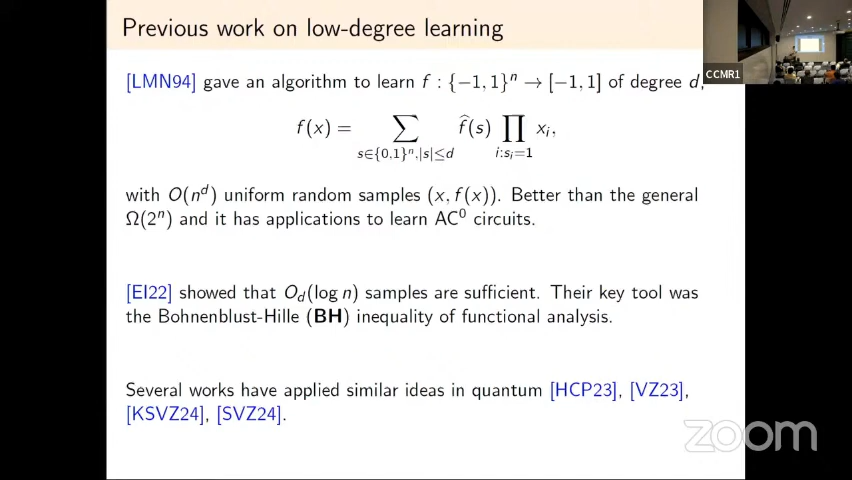 Previous work on low-degree learning
CCMR1
[LMN94] gave an algorithm to learn f : {−1, 1}ⁿ → [−1, 1] of degree d,
f(x) = ∑_{s∈{0,1}ⁿ,|s|≤d} f̂(s) ∏_{i:s_i=1} x_i,
with O(n^d) uniform random samples (x, f(x)). Better than the general
Ω(2ⁿ) and it has applications to learn AC⁰ circuits.
[EI22] showed that O_d(log n) samples are sufficient. Their key tool was
the Bohnenblust-Hille (BH) inequality of functional analysis.
Several works have applied similar ideas in quantum [HCP23], [VZ23],
[KSVZ24], [SVZ24].
zoom